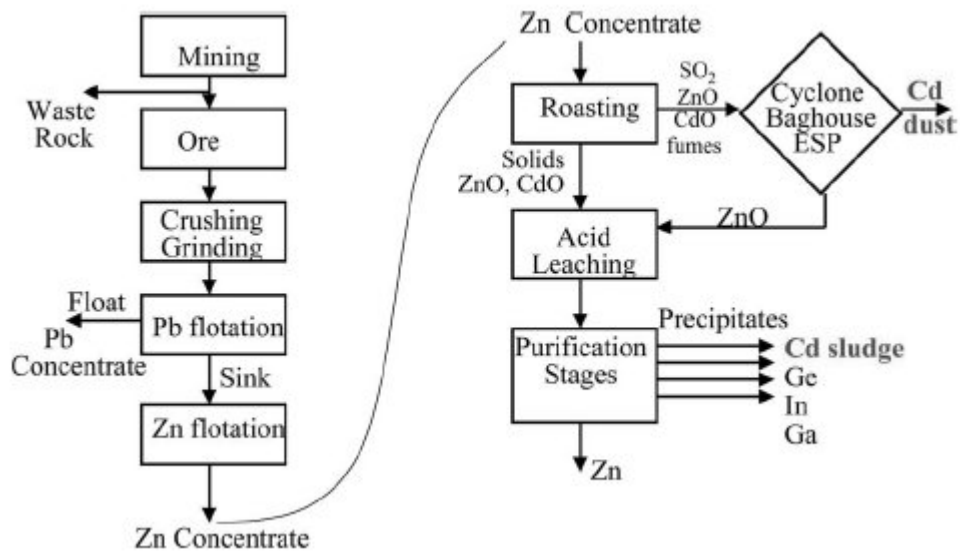 Mining
Waste
Rock
Ore
Crushing
Grinding
Float
Pb flotation
Pb
Concentrate
Sink
Zn flotation
Zn Concentrate
Zn Concentrate
Roasting
SO₂
ZnO
CdO
fumes
Cyclone
Baghouse
ESP
Cd
dust
Solids
ZnO, CdO
ZnO
Acid
Leaching
Purification
Stages
Precipitates
Cd sludge
Ge
In
Ga
Zn